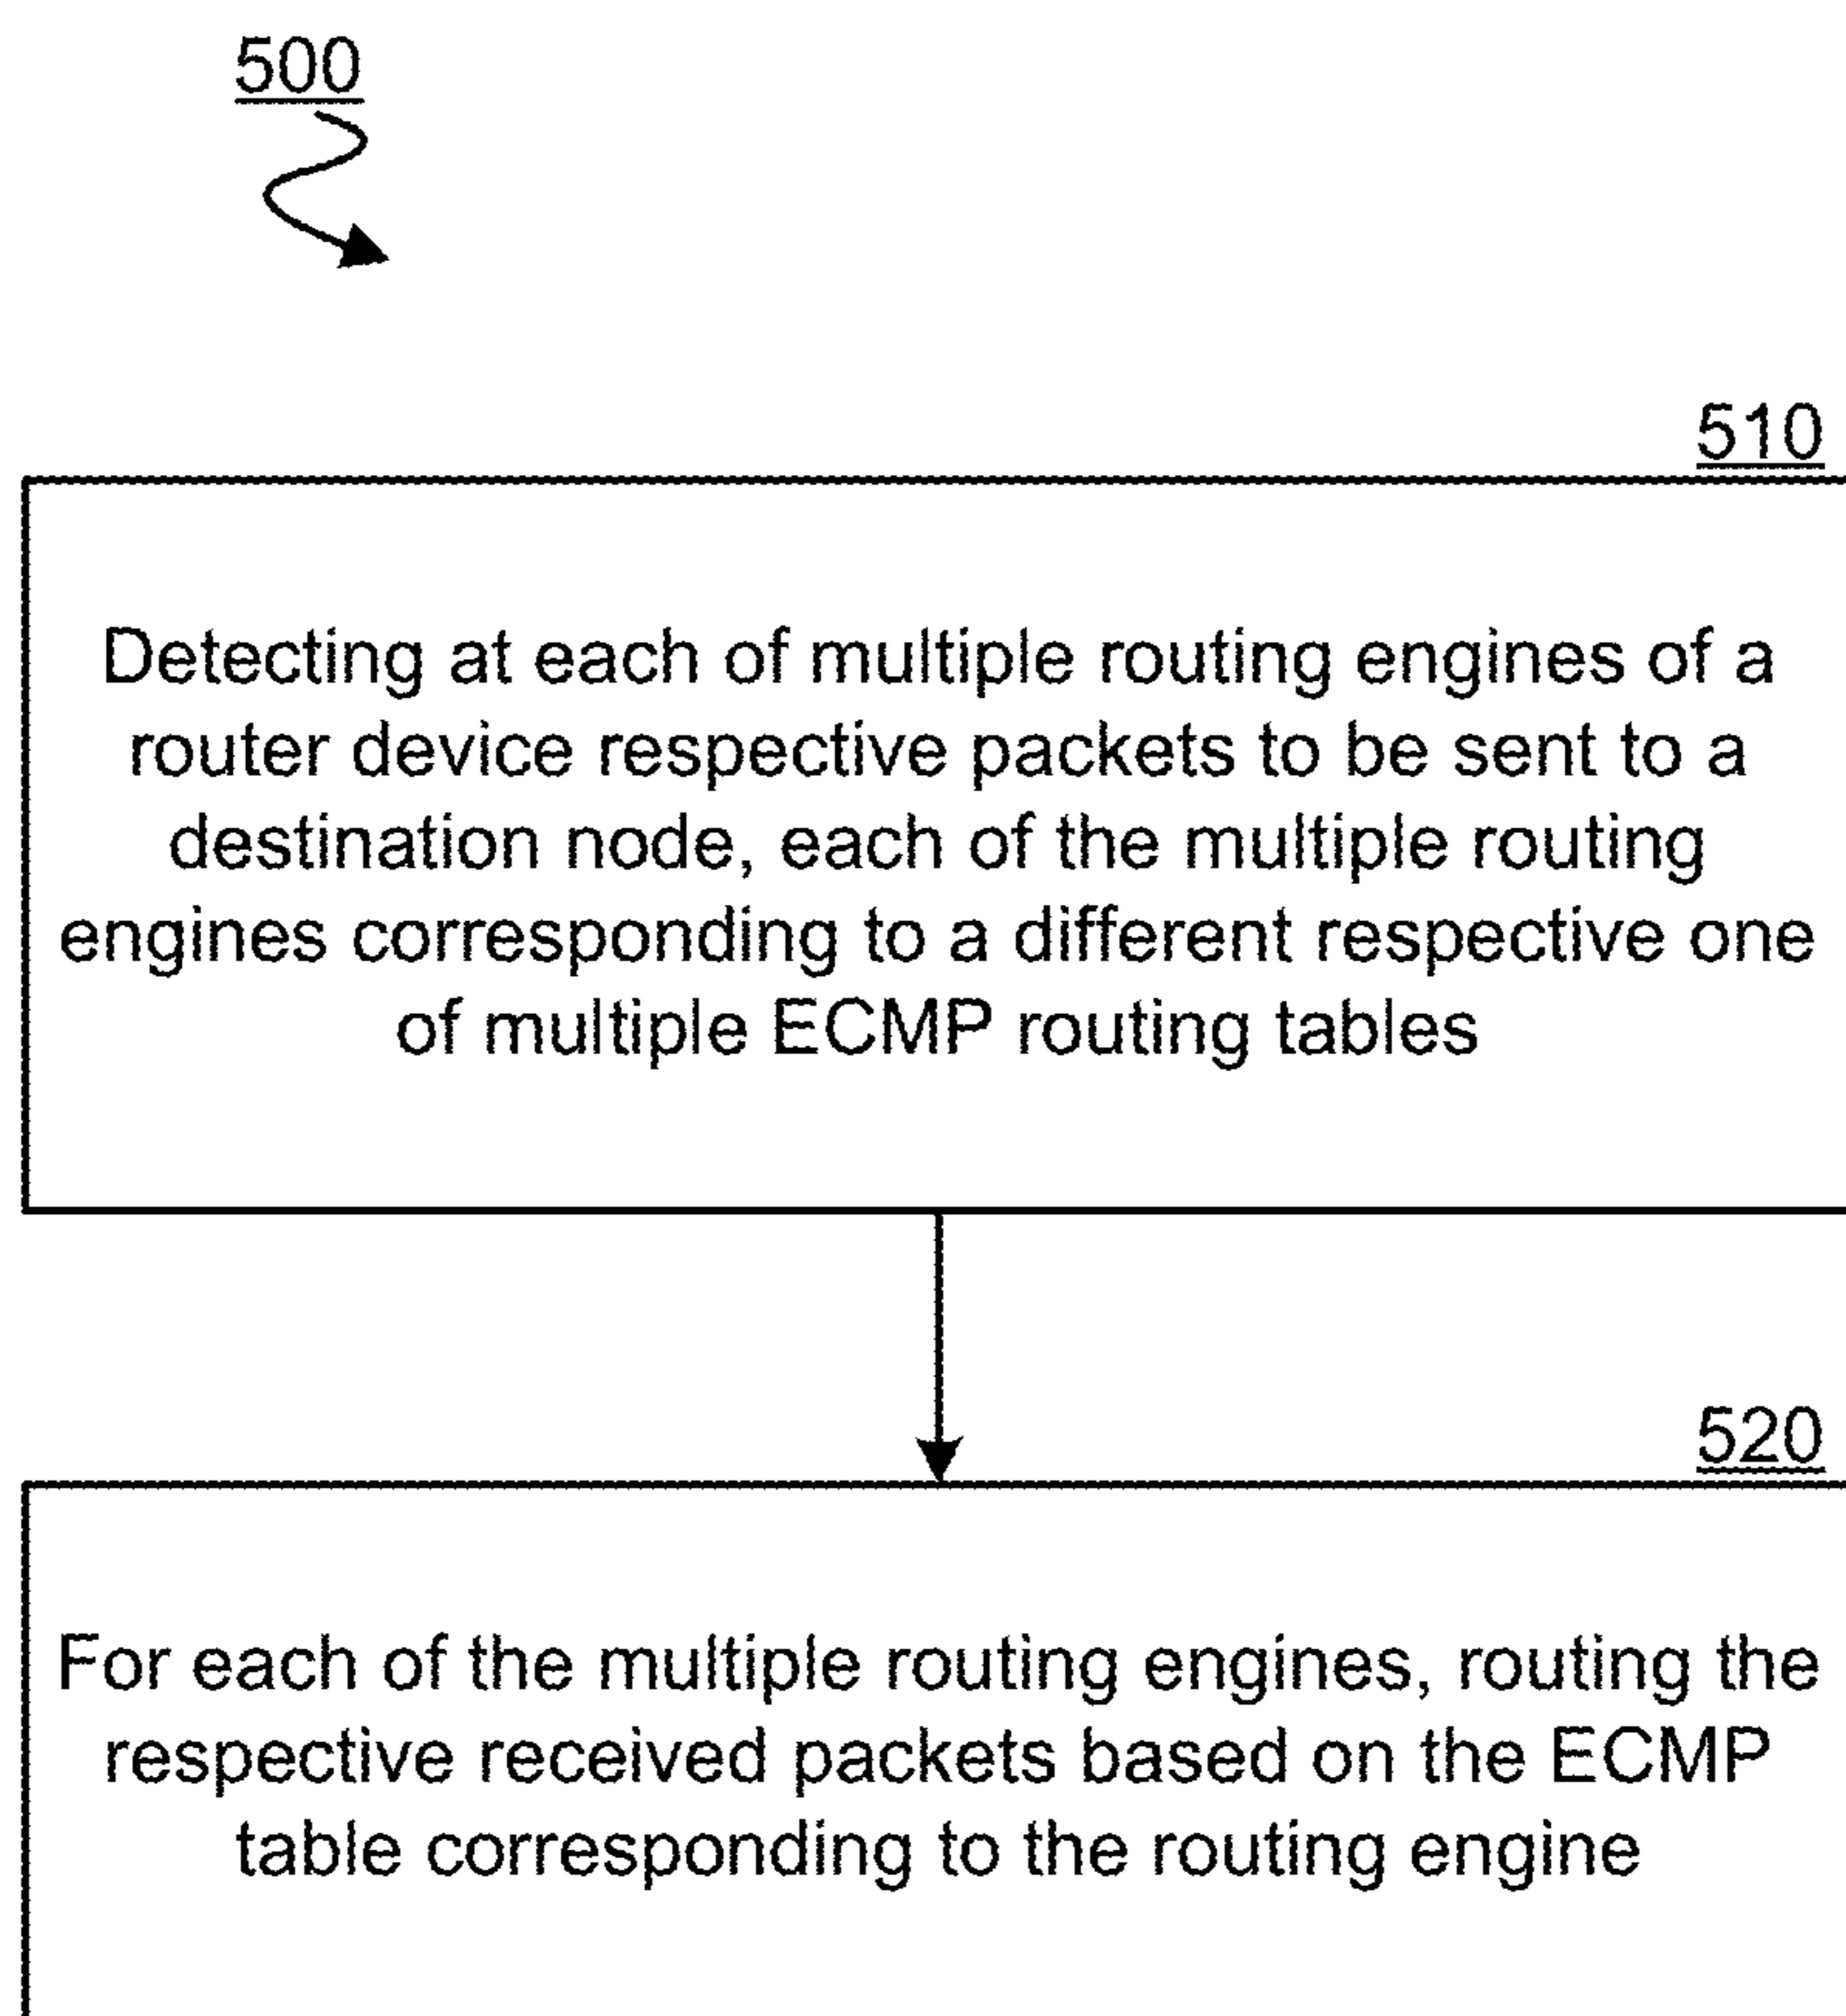 500
510
Detecting at each of multiple routing engines of a
router device respective packets to be sent to a
destination node, each of the multiple routing
engines corresponding to a different respective one
of multiple ECMP routing tables
520
For each of the multiple routing engines, routing the
respective received packets based on the ECMP
table corresponding to the routing engine